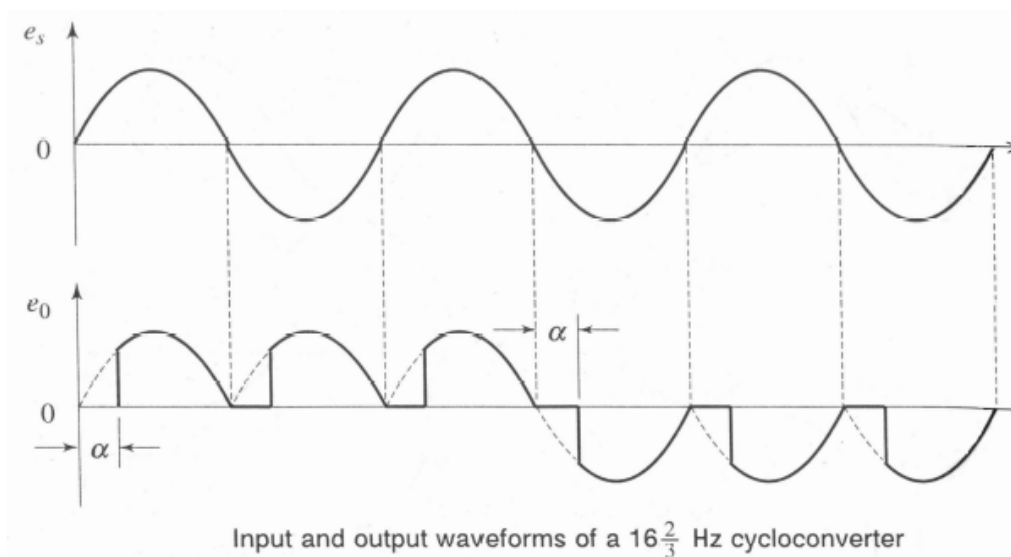 e_s
0
e_0
α
0
α
Input and output waveforms of a 16 2/3 Hz cycloconverter